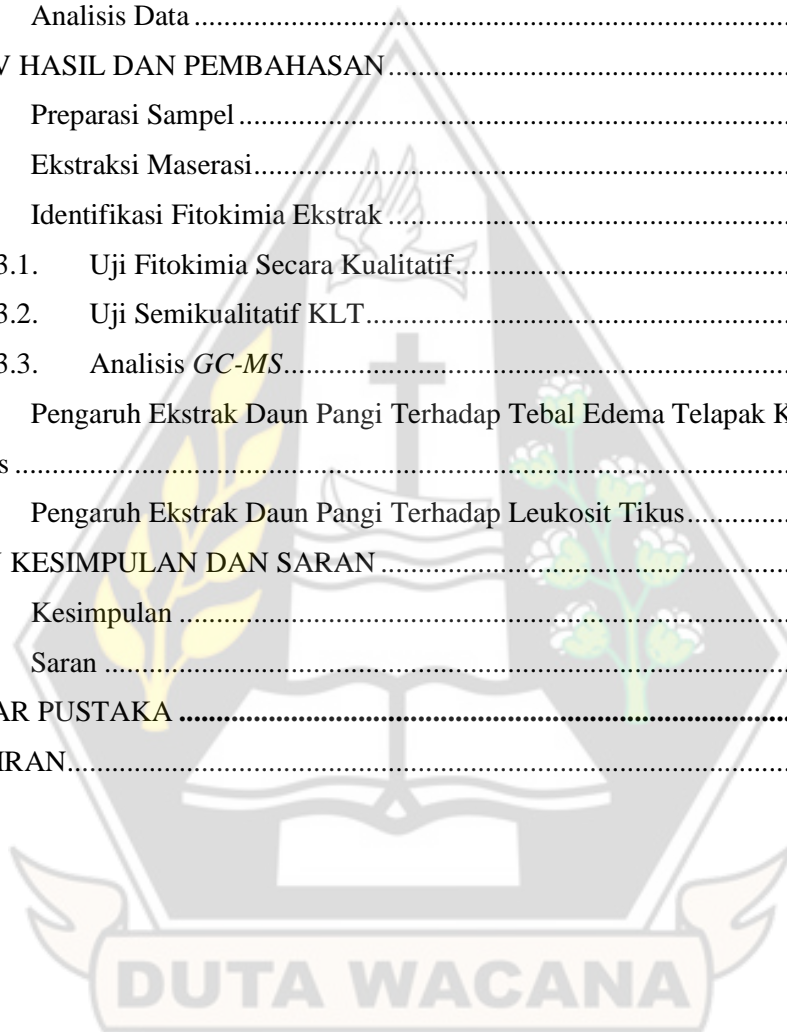 Analisis Data ........................................................................
V HASIL DAN PEMBAHASAN ........................................................................
Preparasi Sampel ........................................................................
Ekstraksi Maserasi ........................................................................
Identifikasi Fitokimia Ekstrak ........................................................................
3.1. Uji Fitokimia Secara Kualitatif ........................................................................
3.2. Uji Semikualitatif KLT ........................................................................
3.3. Analisis GC-MS ........................................................................
Pengaruh Ekstrak Daun Pangi Terhadap Tebal Edema Telapak K
s ........................................................................
Pengaruh Ekstrak Daun Pangi Terhadap Leukosit Tikus ........................................................................
KESIMPULAN DAN SARAN ........................................................................
Kesimpulan ........................................................................
Saran ........................................................................
AR PUSTAKA ........................................................................
IRAN ........................................................................
DUTA WACANA